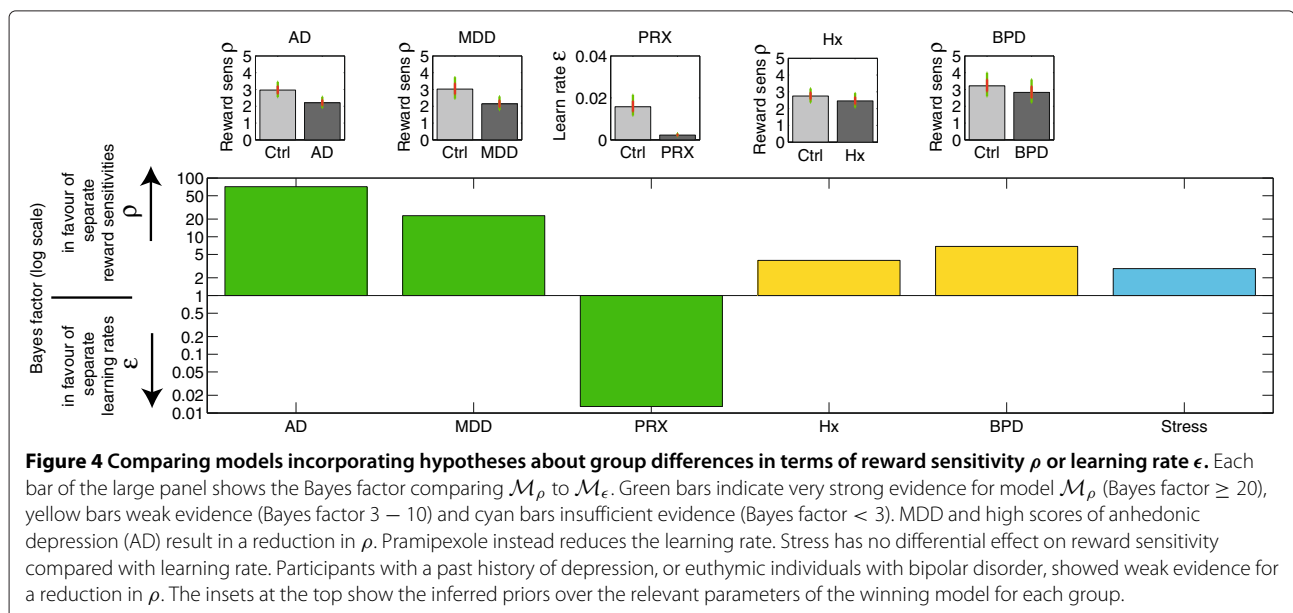 AD
MDD
PRX
Hx
BPD
Reward sens ρ
5
4
3
2
1
0
Ctrl AD
Reward sens ρ
5
4
3
2
1
0
Ctrl MDD
Learn rate ε
0.04
0.02
0
Ctrl PRX
Reward sens ρ
5
4
3
2
1
0
Ctrl Hx
Reward sens ρ
5
4
3
2
1
0
Ctrl BPD
Bayes factor (log scale)
in favour of
separate
reward sensitivities
ρ
in favour of
separate
learning rates
ε
100
50
20
10
5
2
1
0.5
0.2
0.1
0.05
0.02
0.01
AD MDD PRX Hx BPD Stress
Figure 4 Comparing models incorporating hypotheses about group differences in terms of reward sensitivity ρ or learning rate ϵ. Each
bar of the large panel shows the Bayes factor comparing ℳρ to ℳϵ. Green bars indicate very strong evidence for model ℳρ (Bayes factor ≥ 20),
yellow bars weak evidence (Bayes factor 3 − 10) and cyan bars insufficient evidence (Bayes factor < 3). MDD and high scores of anhedonic
depression (AD) result in a reduction in ρ. Pramipexole instead reduces the learning rate. Stress has no differential effect on reward sensitivity
compared with learning rate. Participants with a past history of depression, or euthymic individuals with bipolar disorder, showed weak evidence for
a reduction in ρ. The insets at the top show the inferred priors over the relevant parameters of the winning model for each group.